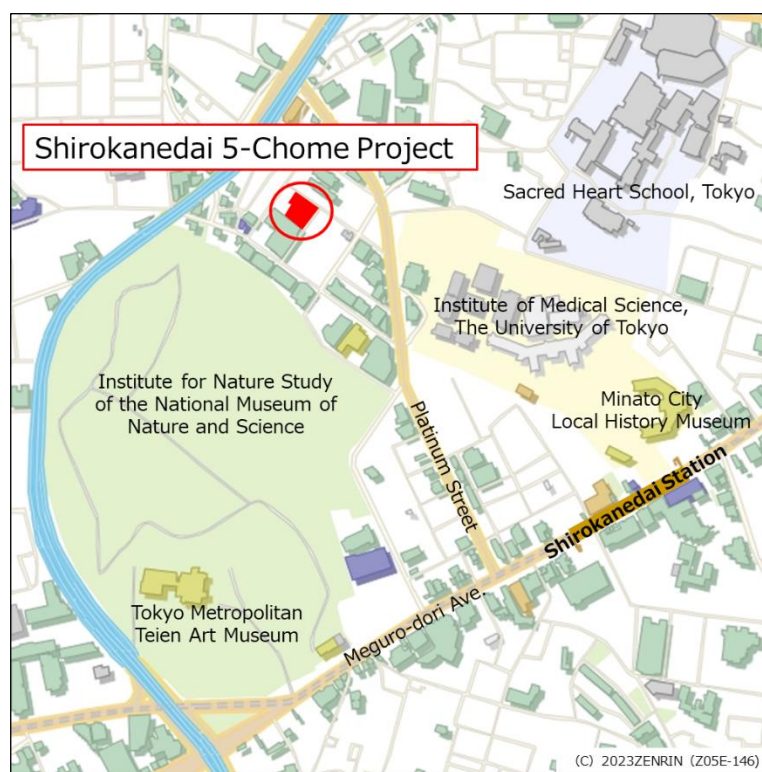 Shirokanedai 5-Chome Project
Sacred Heart School, Tokyo
Institute of Medical Science,
The University of Tokyo
Institute for Nature Study
of the National Museum of
Nature and Science
Minato City
Local History Museum
Platinum Street
Shirokanedai Station
Tokyo Metropolitan
Teien Art Museum
Meguro-dori Ave.
(C) 2023ZENRIN (Z05E-146)